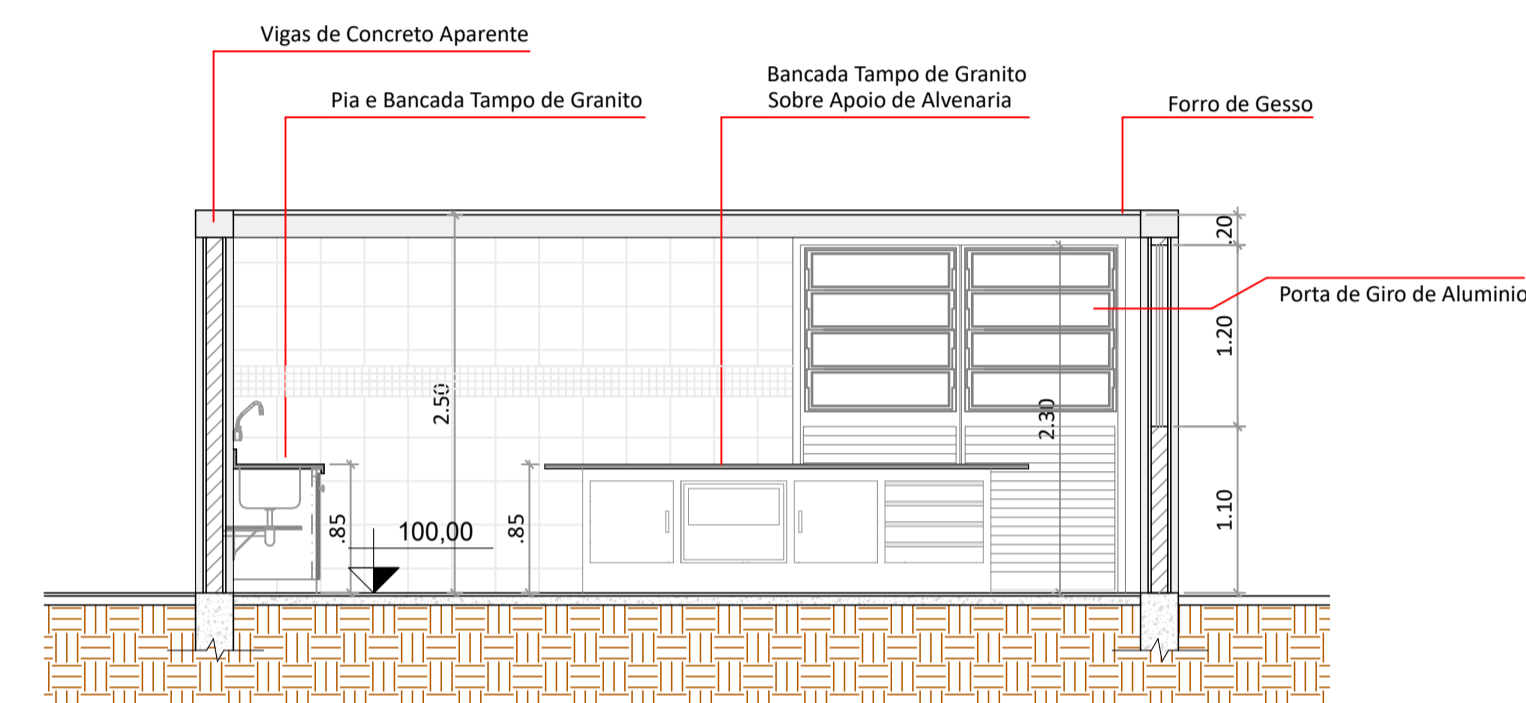 Vigas de Concreto Aparente
Pia e Bancada Tampo de Granito
Bancada Tampo de Granito
Sobre Apoio de Alvenaria
Forro de Gesso
.20
Porta de Giro de Aluminio
1.20
2.50
2.30
1.10
.85
100,00
.85